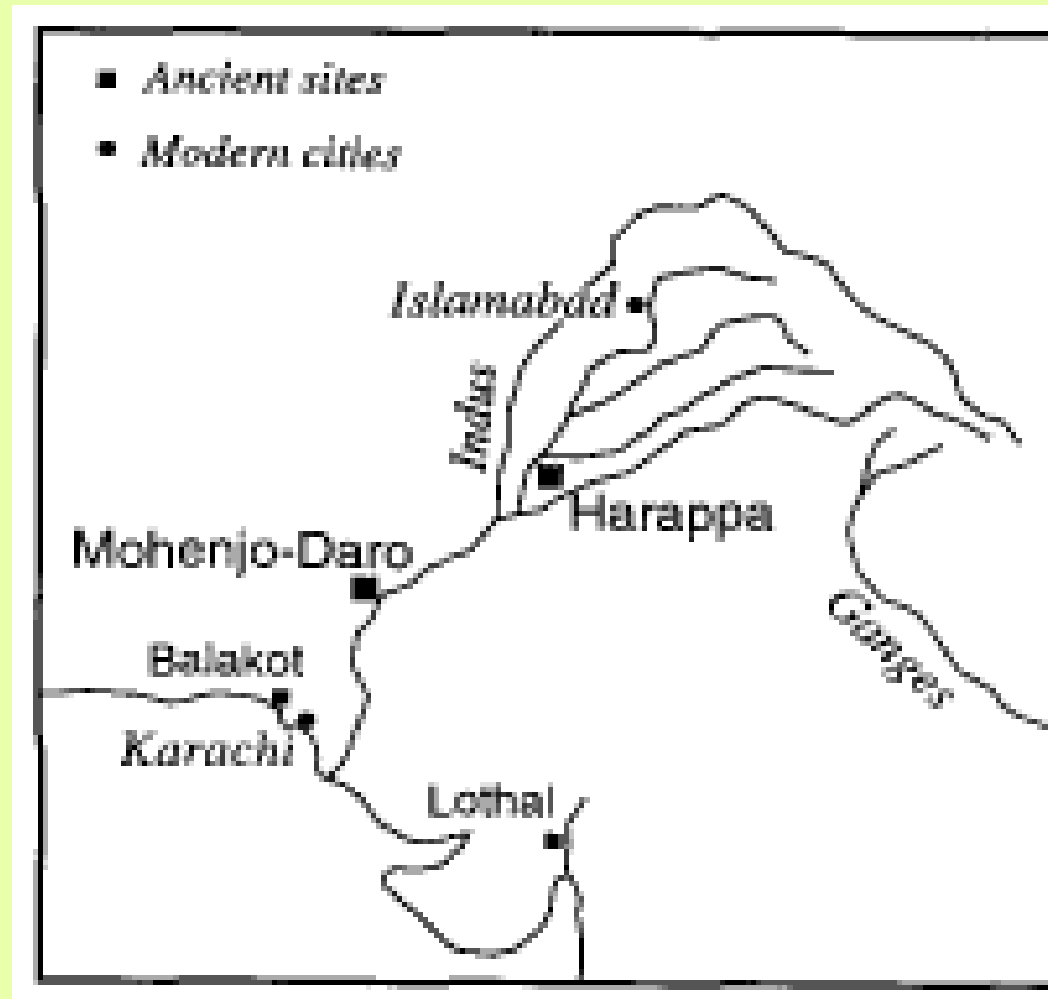 Ancient sites
Modern cities
Islamabad
Indus
Harappa
Mohenjo-Daro
Ganges
Balakot
Karachi
Lothal